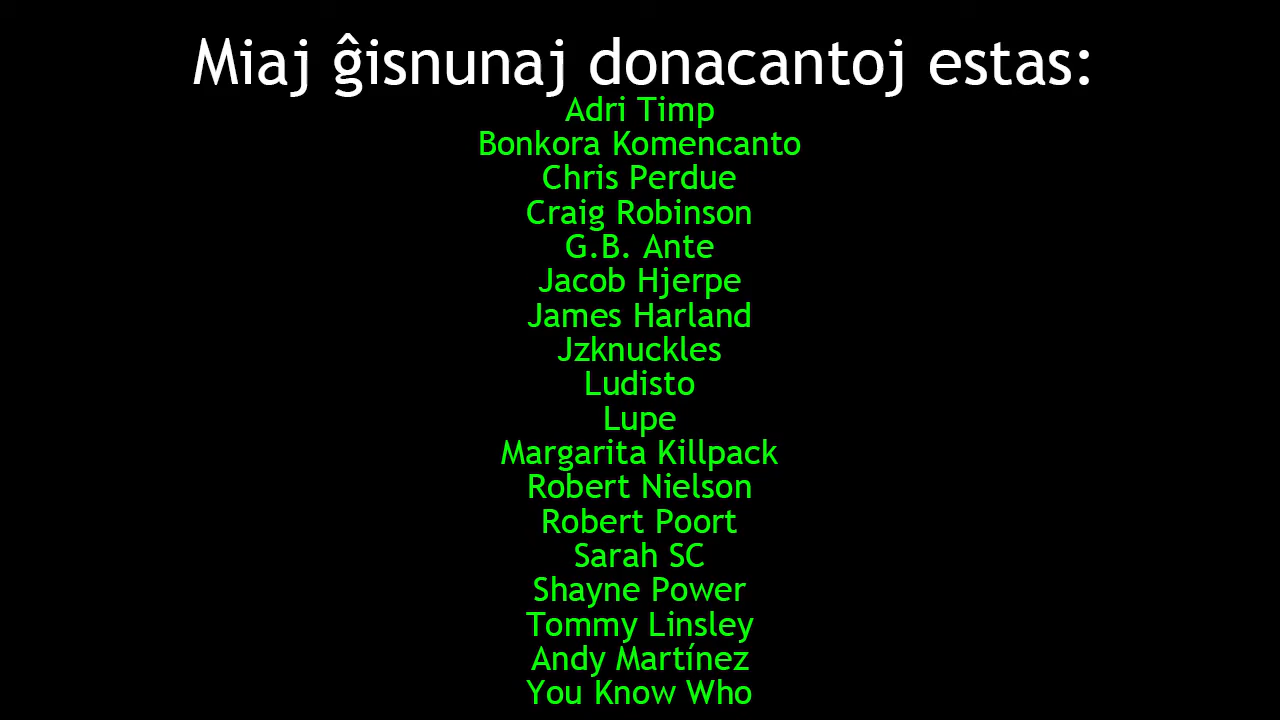 Miaj ĝisnunaj donacantoj estas:
Adri Timp
Bonkora Komencanto
Chris Perdue
Craig Robinson
G.B. Ante
Jacob Hjerpe
James Harland
Jzknuckles
Ludisto
Lupe
Margarita Killpack
Robert Nielson
Robert Poort
Sarah SC
Shayne Power
Tommy Linsley
Andy Martínez
You Know Who